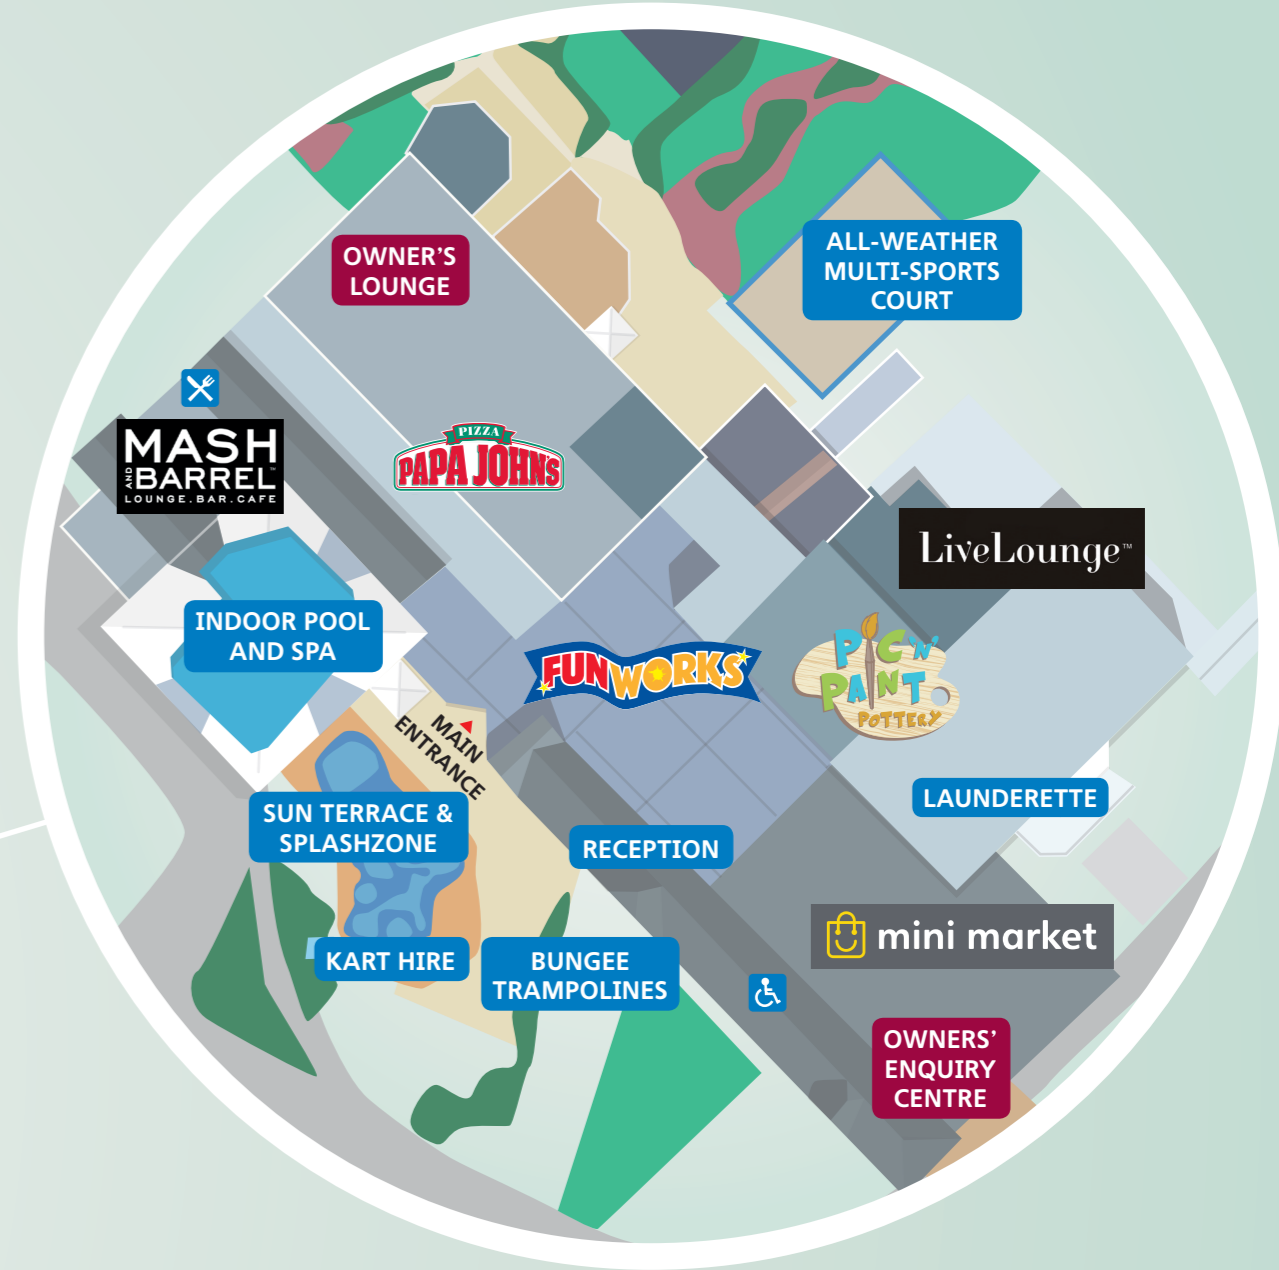 OWNER'S
LOUNGE
ALL-WEATHER
MULTI-SPORTS
COURT
MASH
AND BARREL™
LOUNGE.BAR.CAFE
PIZZA
PAPA JOHN'S
LiveLounge™
INDOOR POOL
AND SPA
FUNWORKS
PIC 'N'
PAINT
POTTERY
MAIN
ENTRANCE
LAUNDERETTE
SUN TERRACE &
SPLASHZONE
RECEPTION
mini market
KART HIRE
BUNGEE
TRAMPOLINES
OWNERS'
ENQUIRY
CENTRE